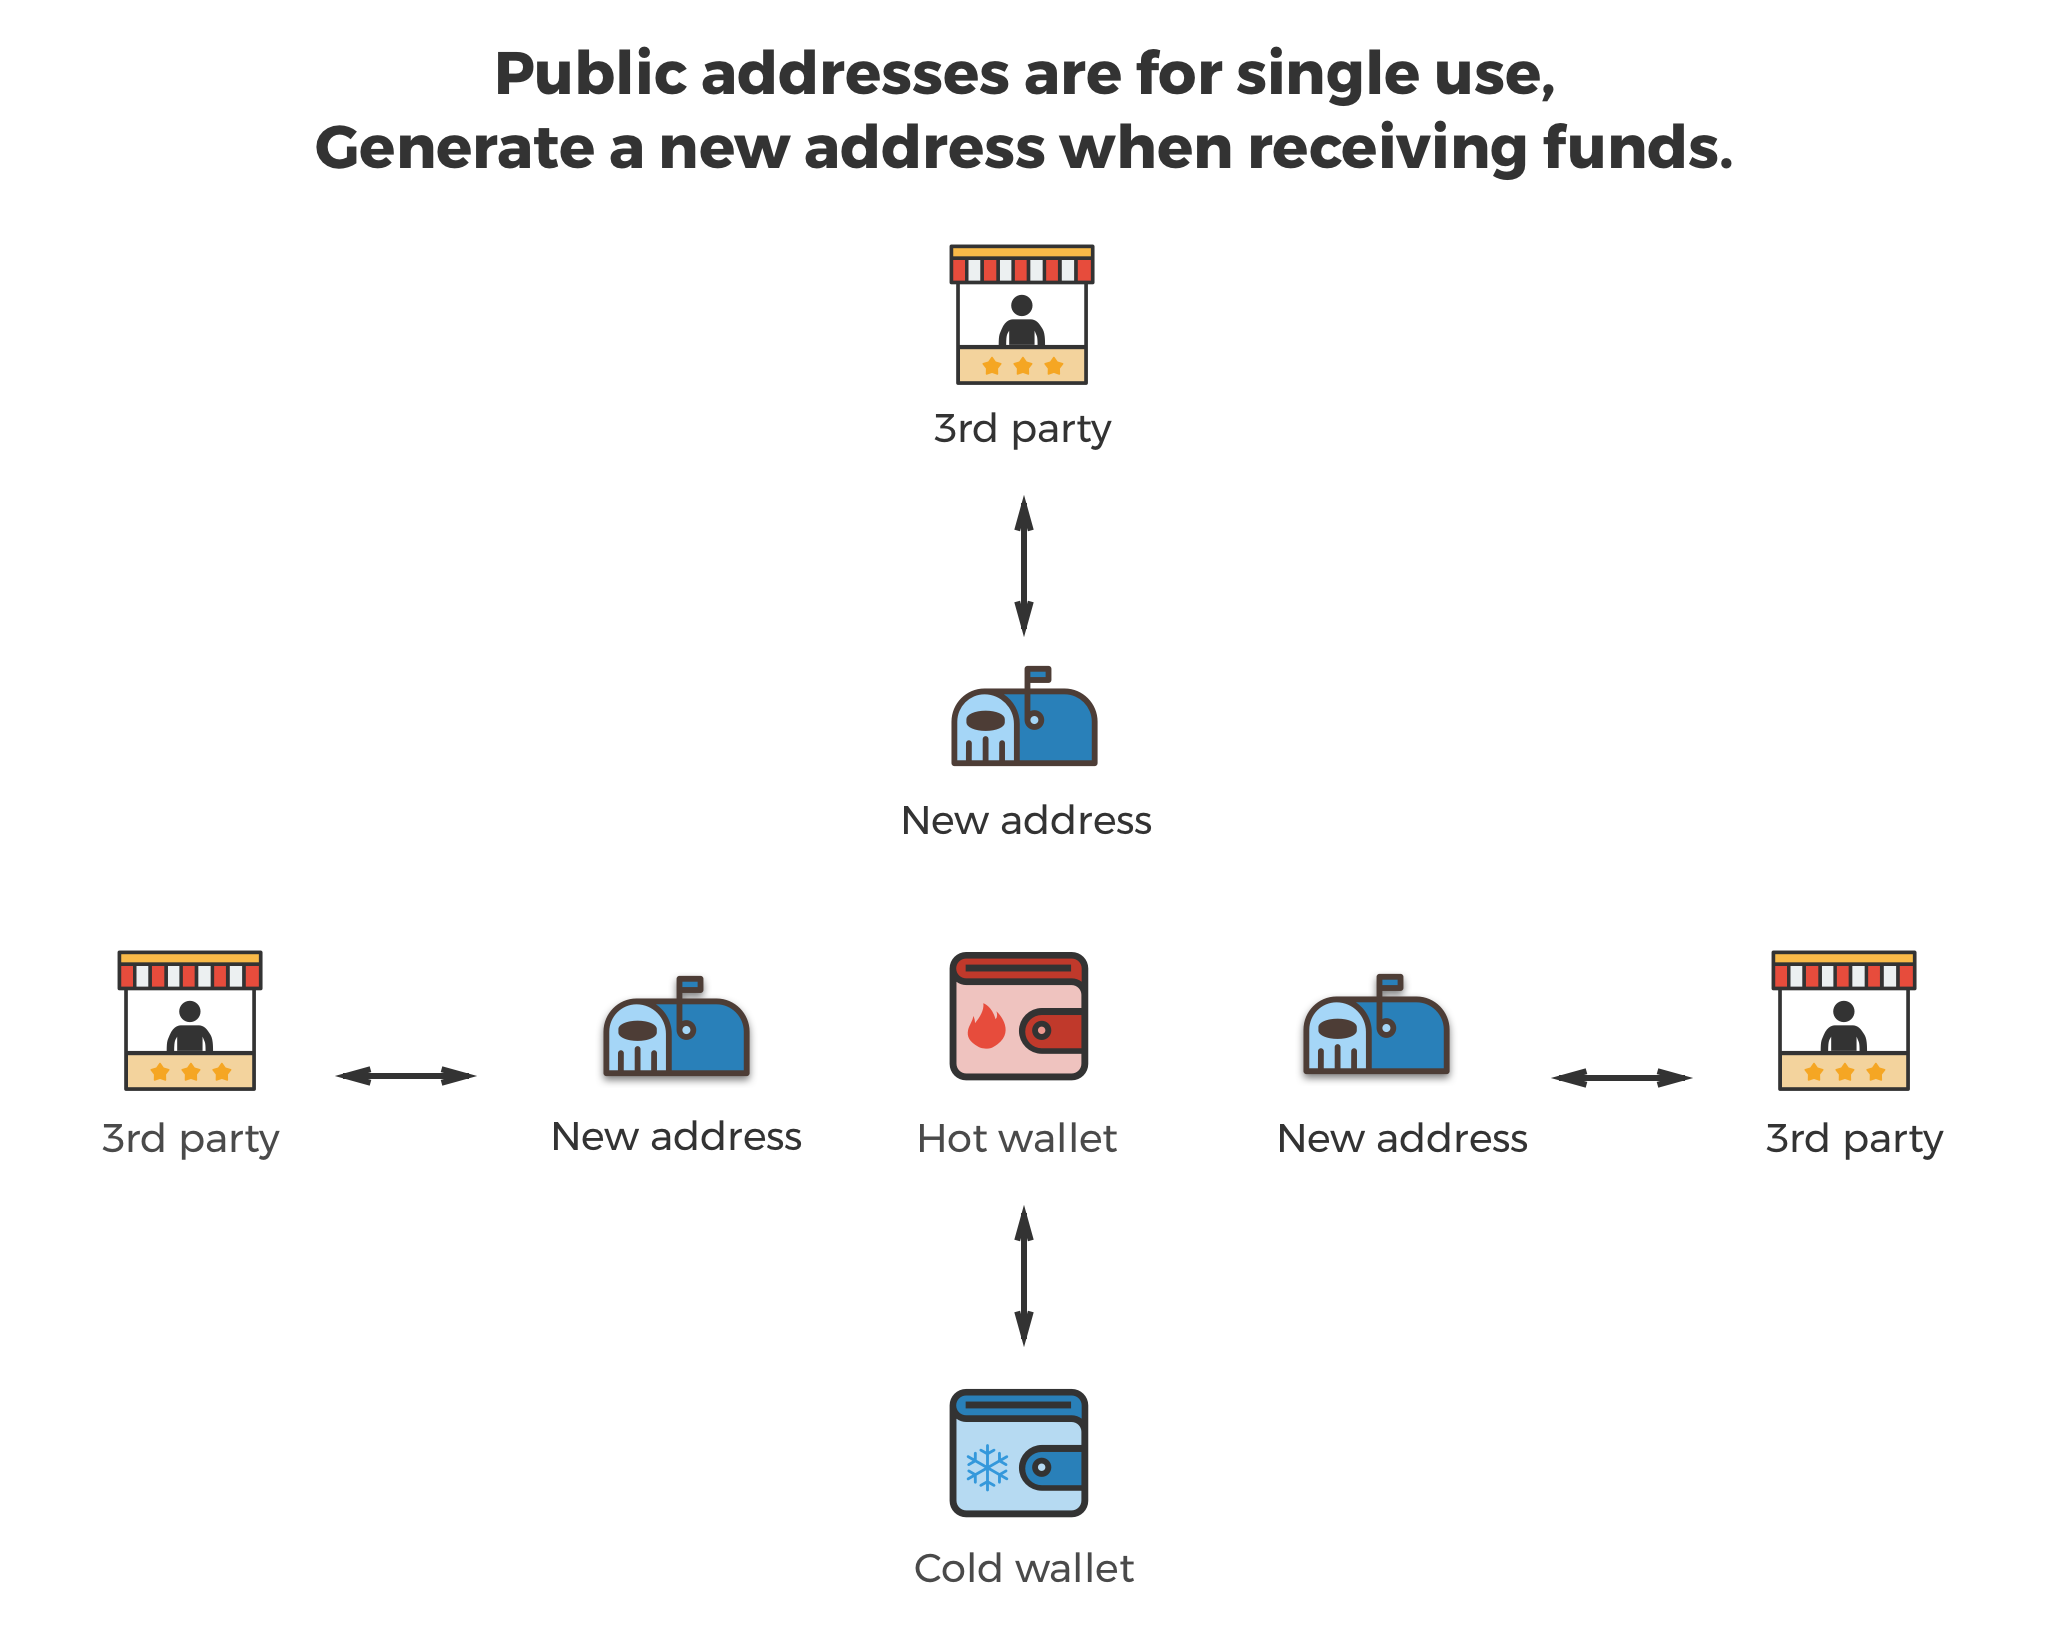 Public addresses are for single use,
Generate a new address when receiving funds.
3rd party
New address
3rd party
New address
Hot wallet
New address
3rd party
Cold wallet